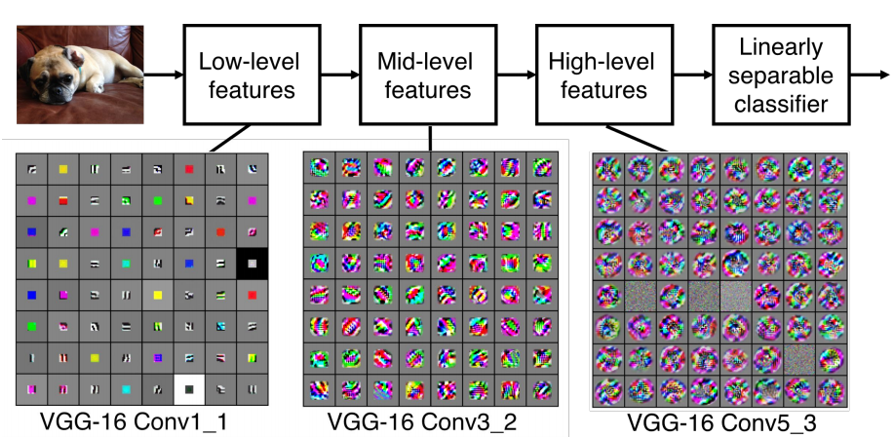 Low-level
features
Mid-level
features
High-level
features
Linearly
separable
classifier
VGG-16 Conv1_1
VGG-16 Conv3_2
VGG-16 Conv5_3